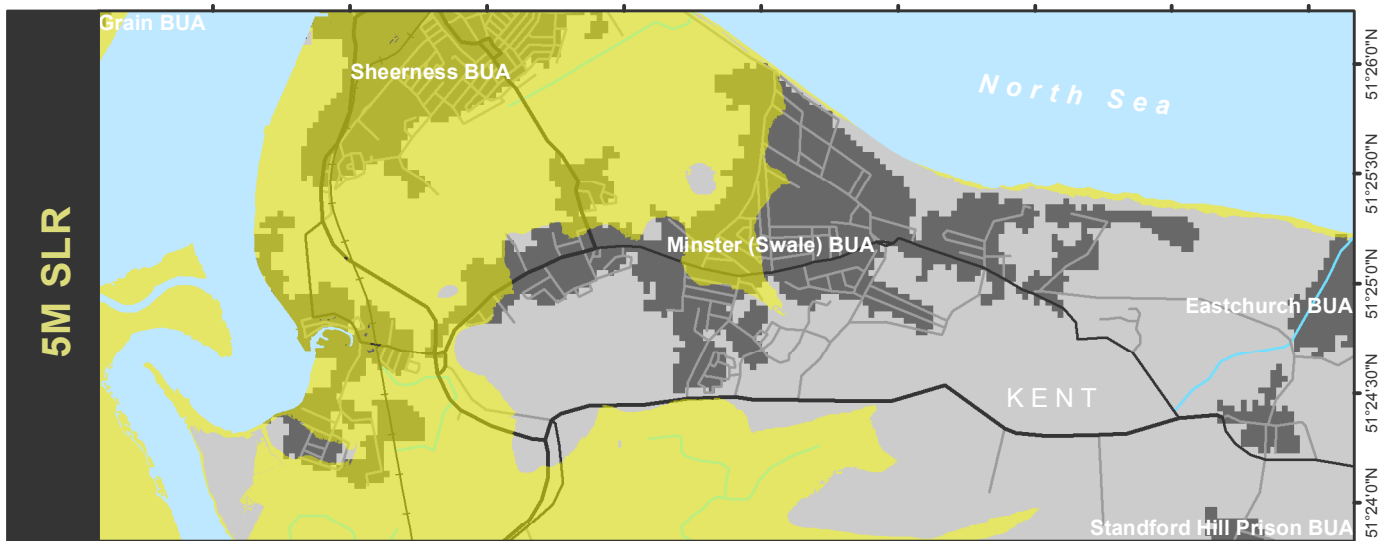 5M SLR
Grain BUA
Sheerness BUA
North Sea
Minster (Swale) BUA
Eastchurch BUA
KENT
Standford Hill Prison BUA
51°26'0"N
51°25'30"N
51°25'0"N
51°24'30"N
51°24'0"N